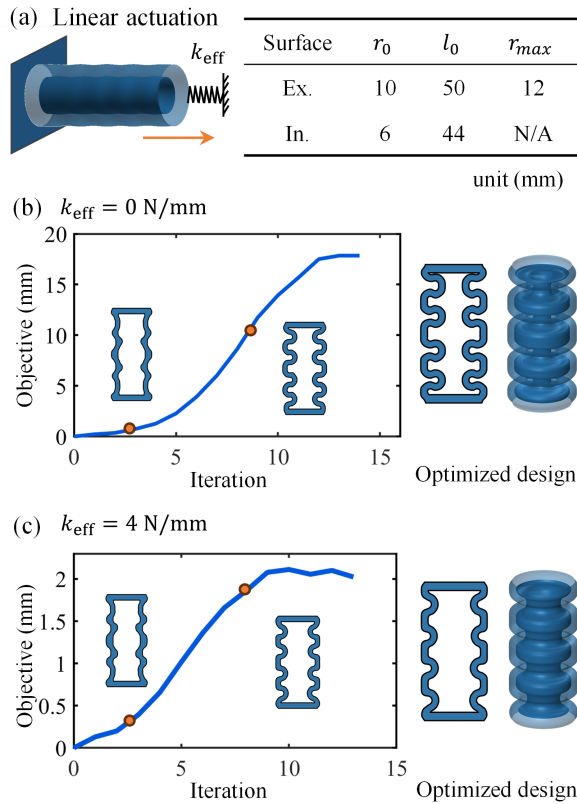 (a) Linear actuation
k_eff
Surface r_0 l_0 r_max
Ex. 10 50 12
In. 6 44 N/A
unit (mm)
(b) k_eff = 0 N/mm
Objective (mm)
20
15
10
5
0
0 5 10 15
Iteration
Optimized design
(c) k_eff = 4 N/mm
Objective (mm)
2
1
0.5
0
0 5 10 15
Iteration
Optimized design